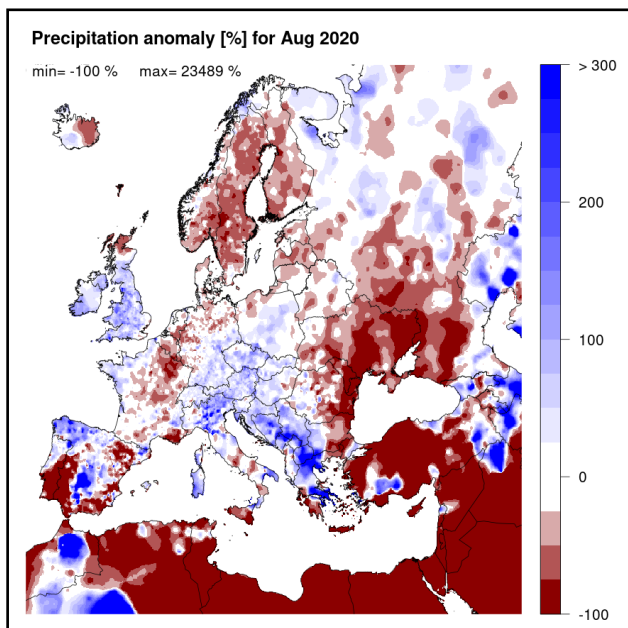 Precipitation anomaly [%] for Aug 2020
min= -100 %    max= 23489 %
> 300
200
100
0
-100